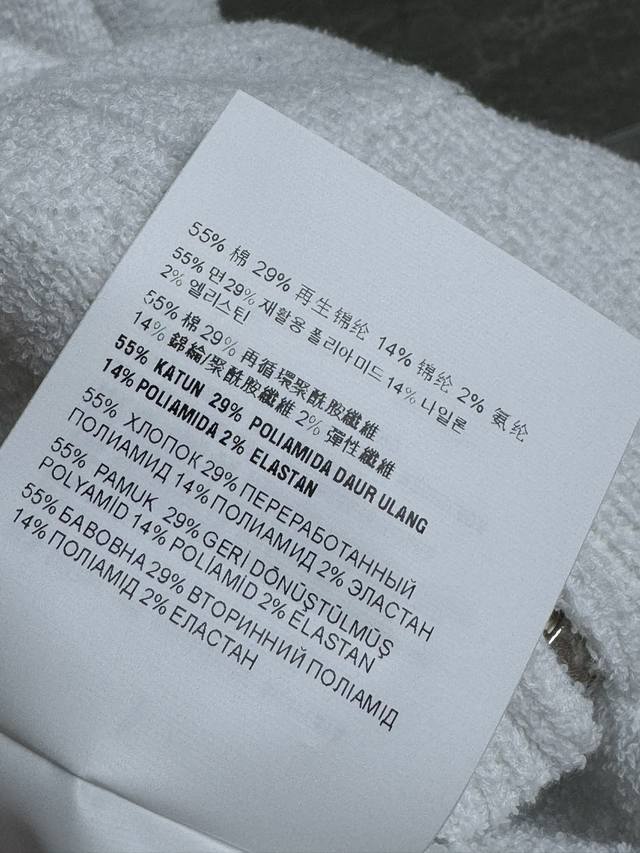 55% 棉 29% 再生锦纶 14% 锦纶 2% 氨纶
55% 면 29% 재활용 폴리아미드 14% 나일론
2% 엘리스틴
55% 棉 29% 再循環聚酰胺纖維
14% 錦綸/聚酰胺纖維 2% 彈性纖維
55% KATUN 29% POLIAMIDA DAUR ULANG
14% POLIAMIDA 2% ELASTAN
55% ХЛОПОК 29% ПЕРЕРАБОТАННЫЙ
ПОЛИАМИД 14% ПОЛИАМИД 2% ЭЛАСТАН
55% PAMUK 29% GERİ DÖNÜŞTÜLMÜŞ
POLYAMİD 14% POLİAMİD 2% ELASTAN
55% БАВОВНА 29% ВТОРИННИЙ ПОЛІАМІД
14% ПОЛІАМІД 2% ЕЛАСТАН